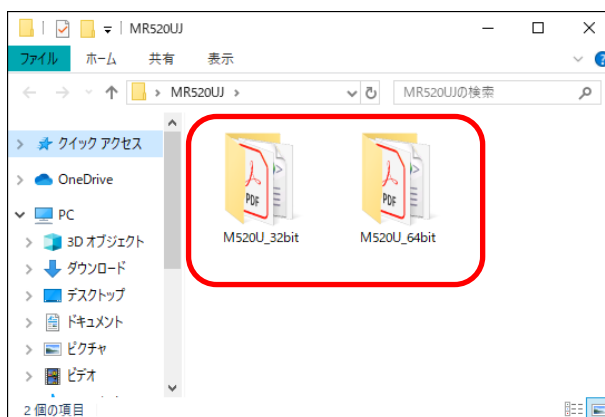 MR520UJ
ファイル ホーム 共有 表示
MR520UJ
MR520UJの検索
クイック アクセス
OneDrive
PC
3D オブジェクト
ダウンロード
デスクトップ
ドキュメント
ピクチャ
ビデオ
PDF
M520U_32bit
PDF
M520U_64bit
2 個の項目